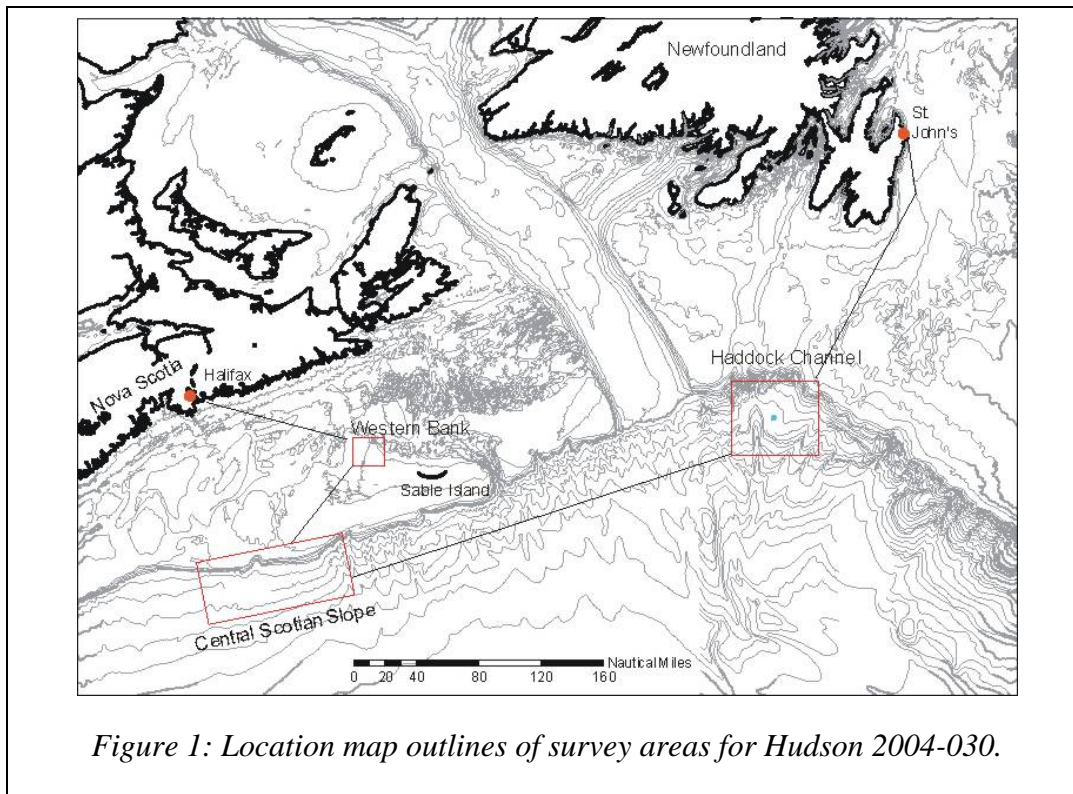 Newfoundland
St.
John's
Haddock Channel
Nova Scotia
Halifax
Western Bank
Sable Island
Central Scotian Slope
Nautical Miles
0 20 40 80 120 160
Figure 1: Location map outlines of survey areas for Hudson 2004-030.